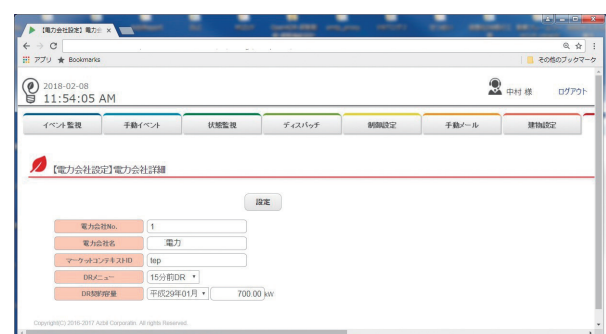 【電力会社設定】電力会
アプリ Bookmarks その他のブックマーク
2018-02-08
11:54:05 AM
中村 様 ログアウト
イベント監視 手動イベント 状態監視 ディスパッチ 制御設定 手動メール 建物設定
【電力会社設定】電力会社詳細
設定
電力会社No. 1
電力会社名 電力
マーケットコンテキストID tep
DRメニュー 15分前DR
DR契約容量 平成29年01月 700.00 kW
Copyright(C) 2016-2017 Azbil Corporatin. All rights Reserved.